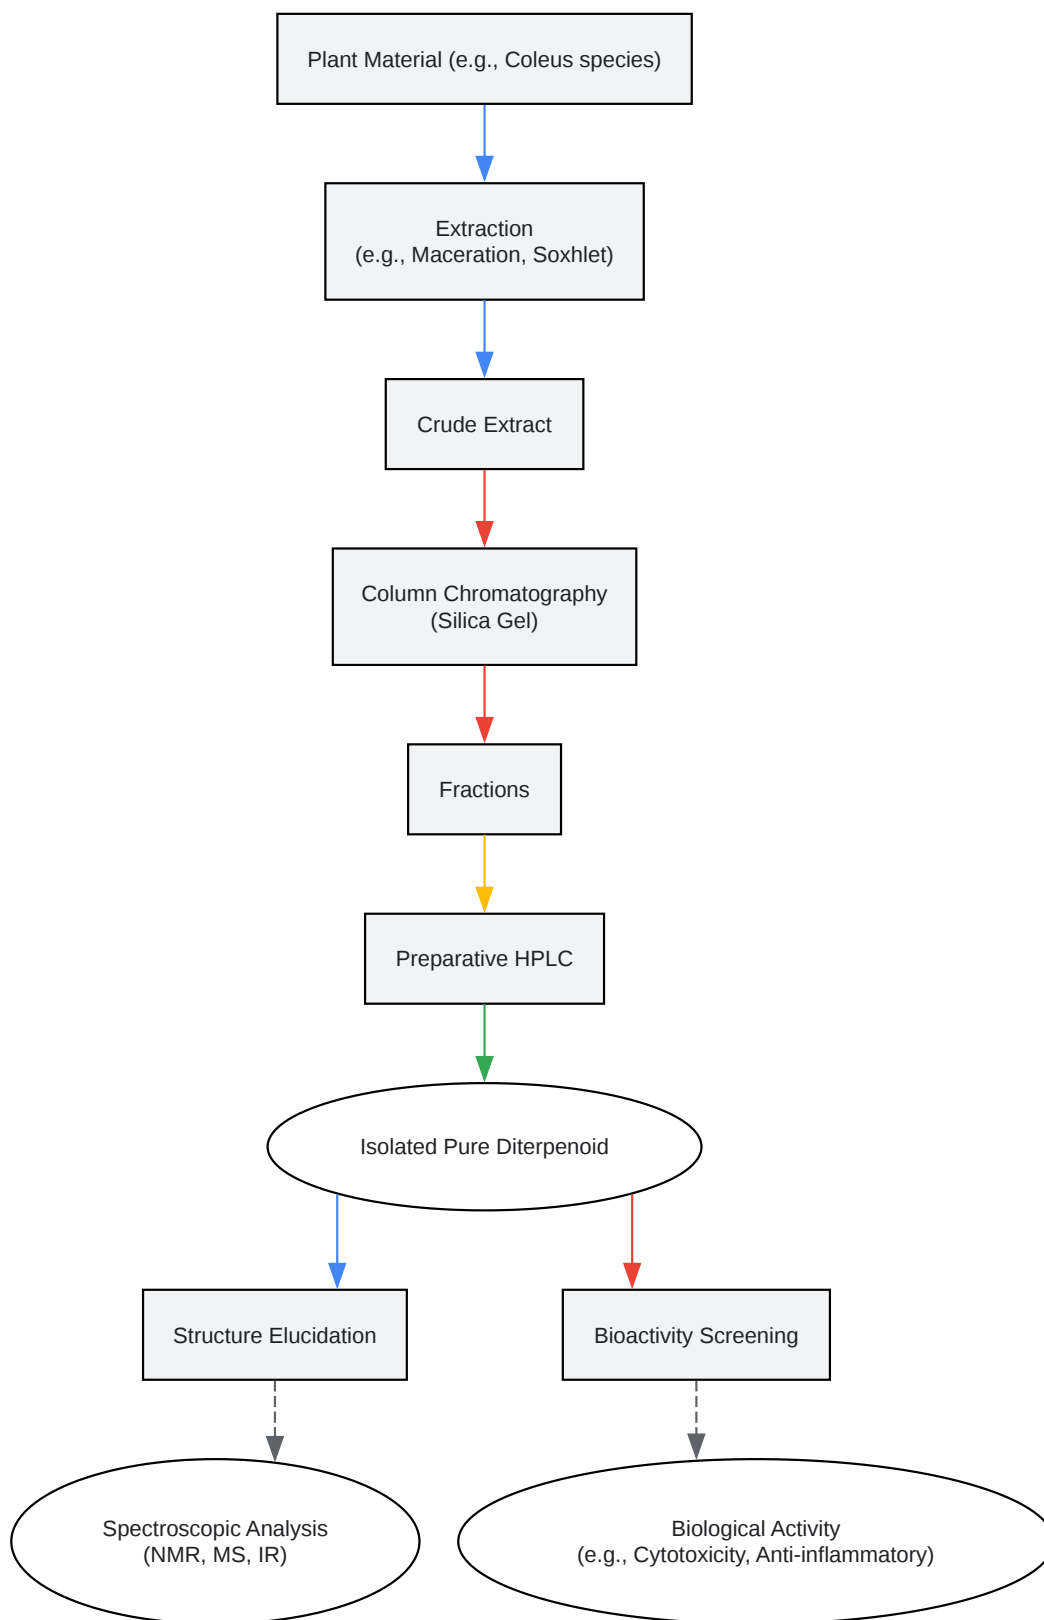 Plant Material (e.g., Coleus species)
Extraction
(e.g., Maceration, Soxhlet)
Crude Extract
Column Chromatography
(Silica Gel)
Fractions
Preparative HPLC
Isolated Pure Diterpenoid
Structure Elucidation
Bioactivity Screening
Spectroscopic Analysis
(NMR, MS, IR)
Biological Activity
(e.g., Cytotoxicity, Anti-inflammatory)